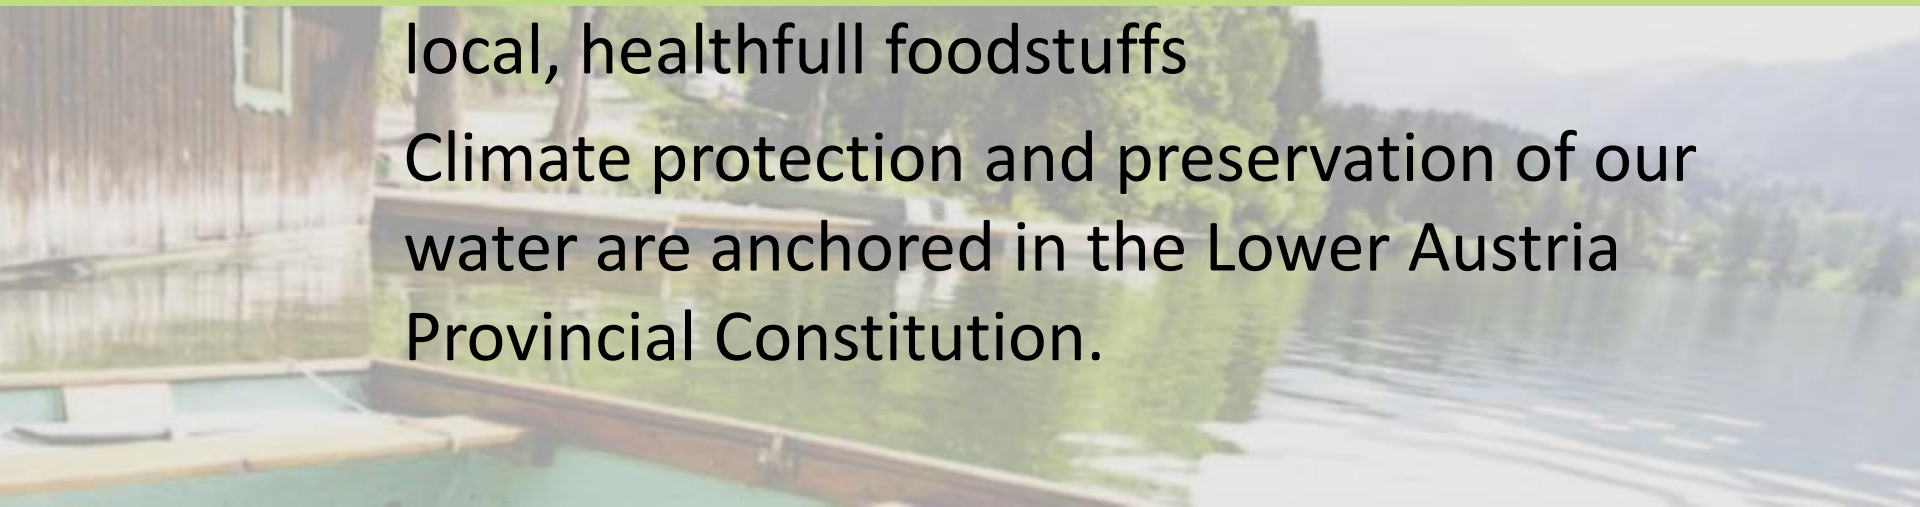 local, healthfull foodstuffs
Climate protection and preservation of our
water are anchored in the Lower Austria
Provincial Constitution.